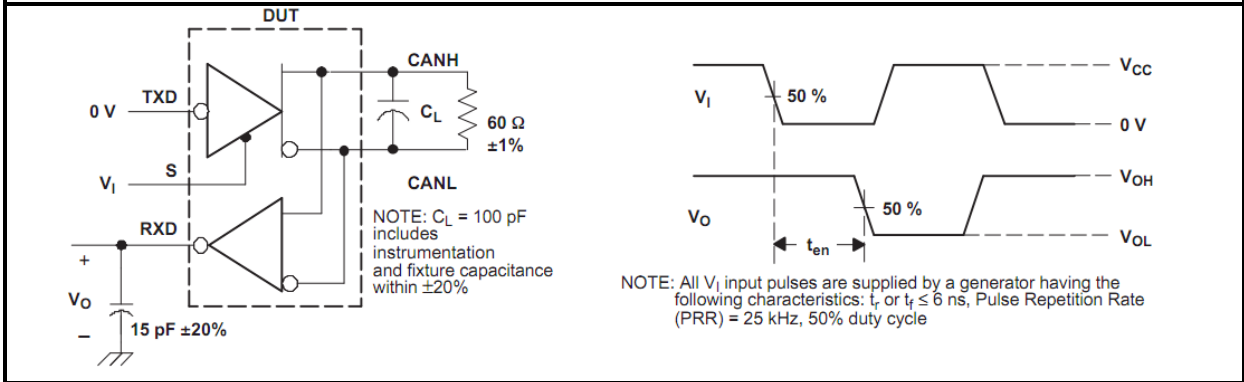 DUT
CANH
TXD
0 V
CL
60 Ω
±1%
S
VI
CANL
RXD
NOTE: CL = 100 pF
includes
instrumentation
and fixture capacitance
within ±20%
+
VO
–
15 pF ±20%
VI
50 %
VCC
0 V
VO
50 %
VOH
VOL
ten
NOTE: All VI input pulses are supplied by a generator having the
following characteristics: tr or tf ≤ 6 ns, Pulse Repetition Rate
(PRR) = 25 kHz, 50% duty cycle